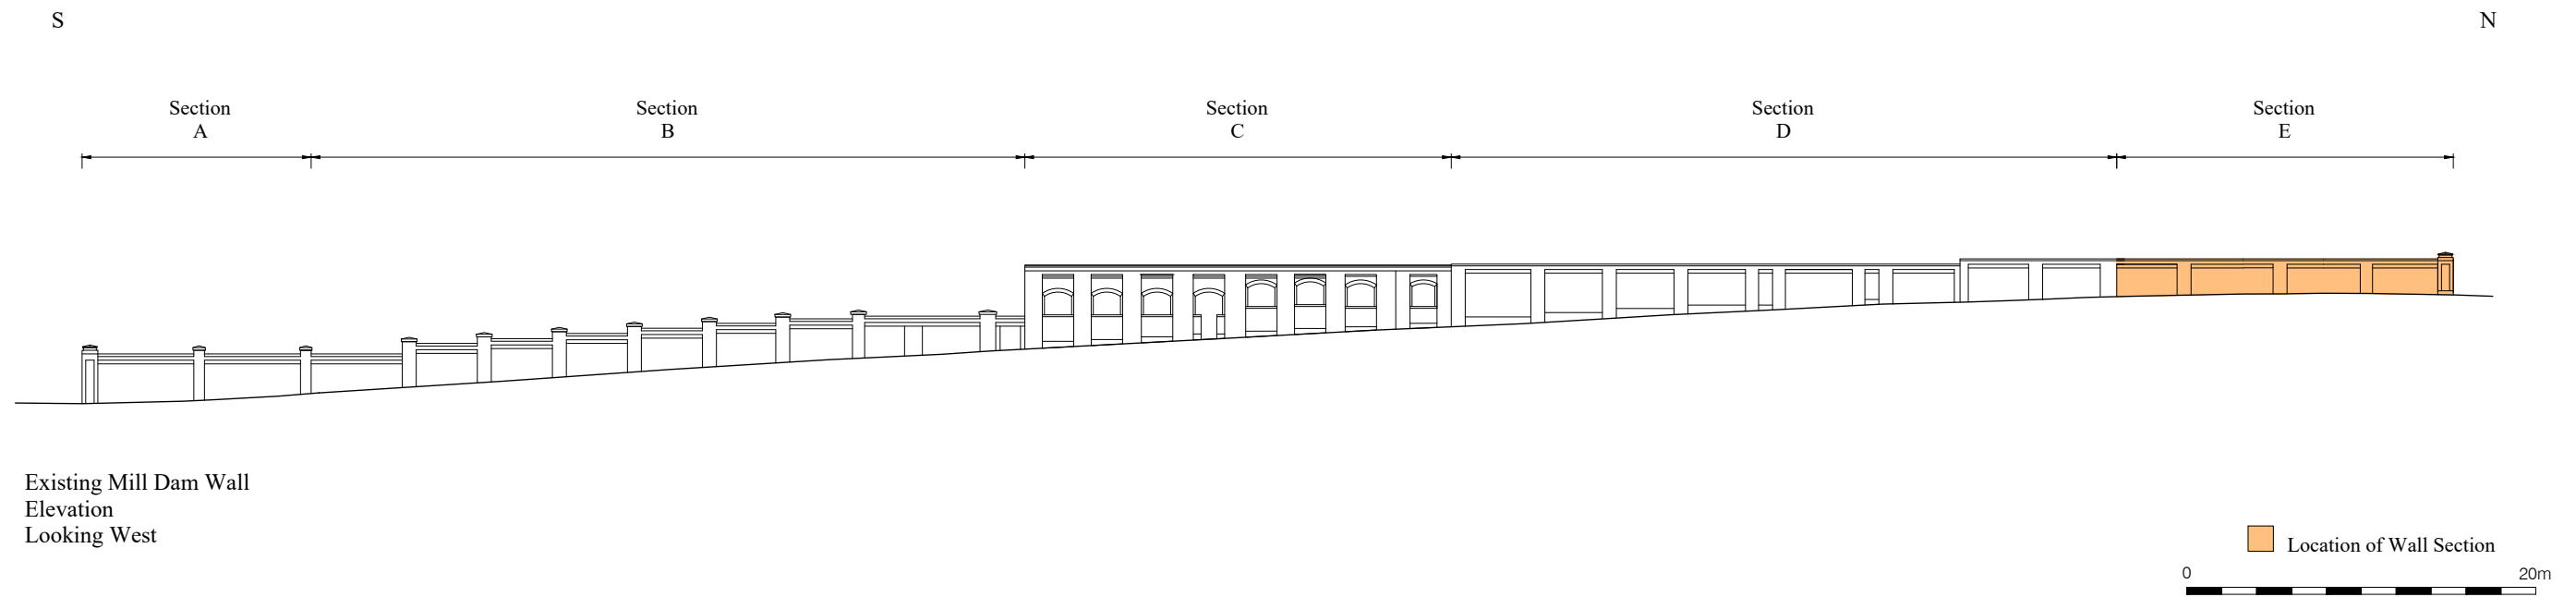 S
N
Section
A
Section
B
Section
C
Section
D
Section
E
Existing Mill Dam Wall
Elevation
Looking West
Location of Wall Section
0
20m